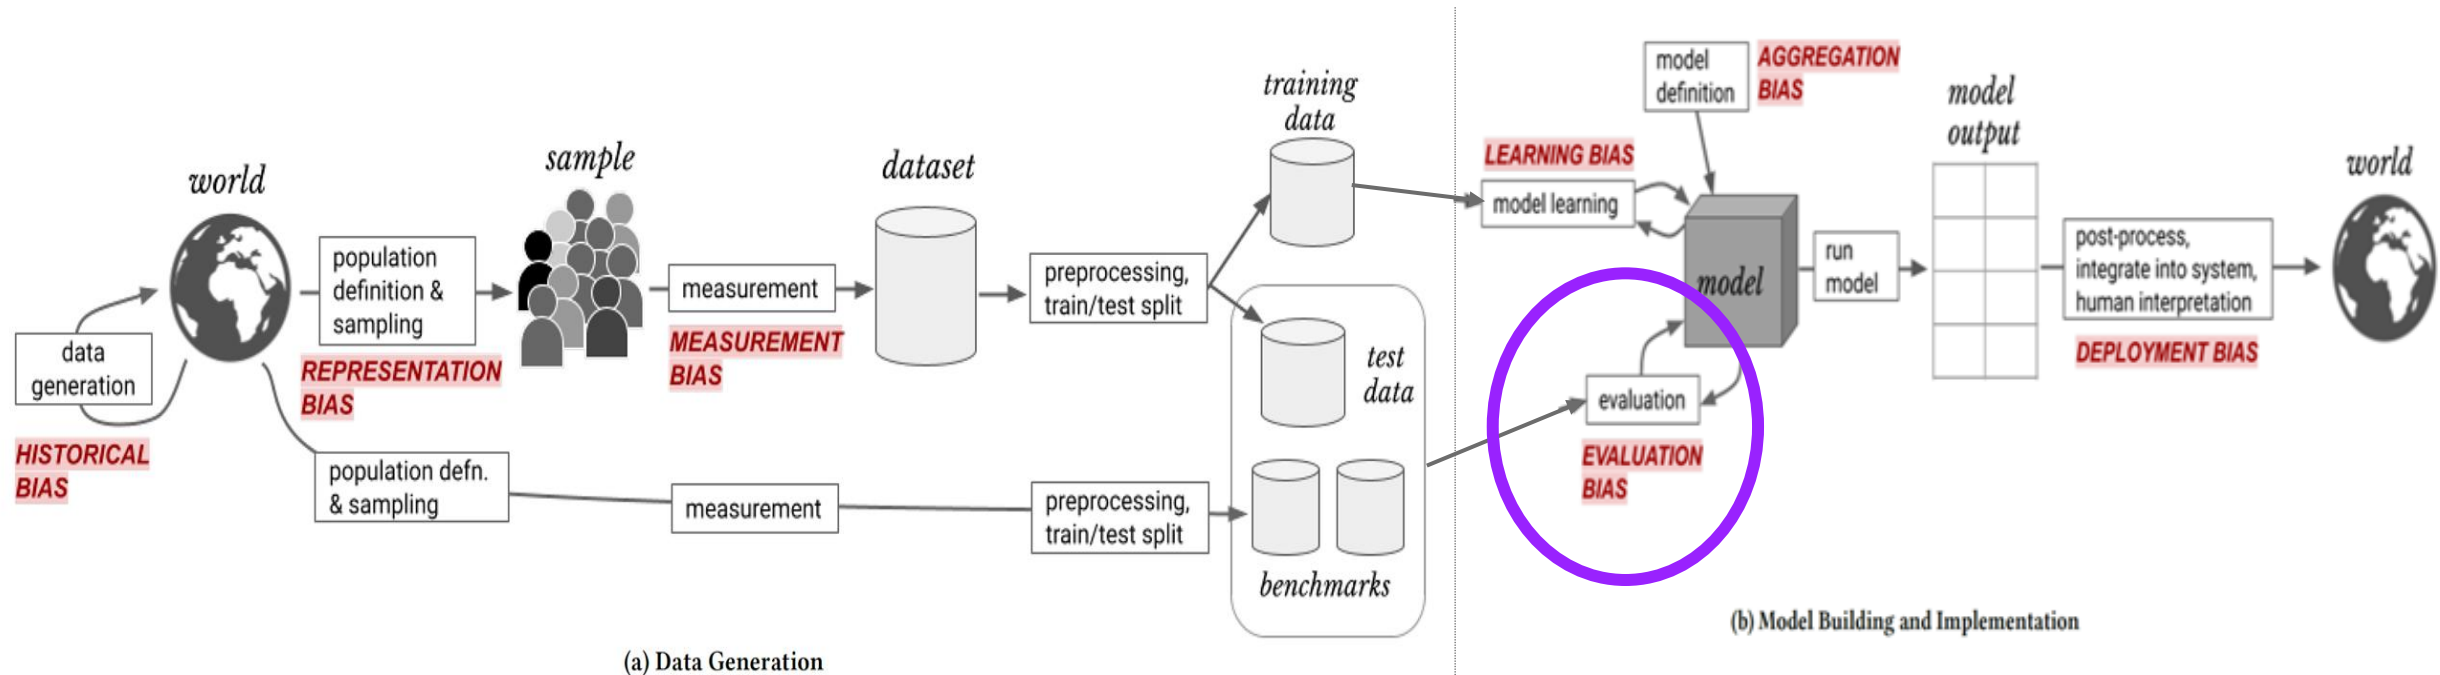 world
data
generation
HISTORICAL
BIAS
population
definition &
sampling
REPRESENTATION
BIAS
population defn.
& sampling
sample
measurement
MEASUREMENT
BIAS
measurement
dataset
preprocessing,
train/test split
preprocessing,
train/test split
training
data
test
data
benchmarks
(a) Data Generation
model
definition
AGGREGATION
BIAS
LEARNING BIAS
model learning
model
evaluation
EVALUATION
BIAS
run
model
model
output
post-process,
integrate into system,
human interpretation
DEPLOYMENT BIAS
world
(b) Model Building and Implementation